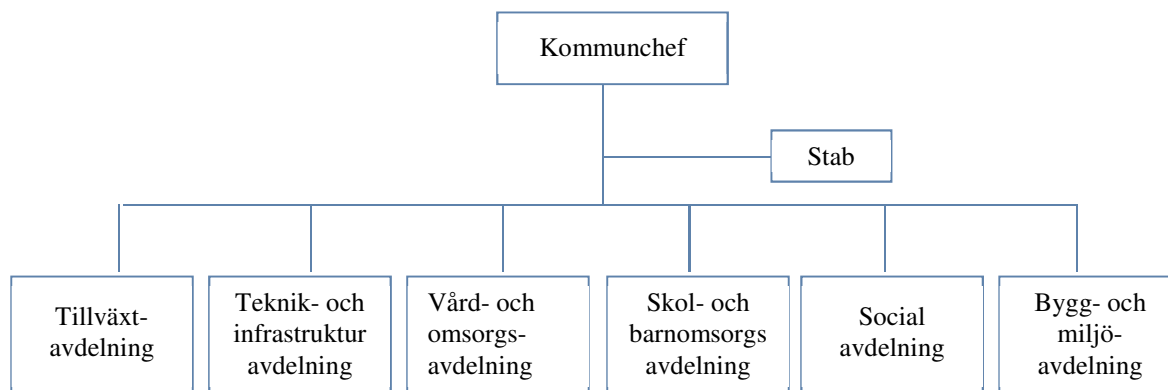 Kommunchef
Stab
Tillväxt-
avdelning
Teknik- och
infrastruktur
avdelning
Vård- och
omsorgs-
avdelning
Skol- och
barnomsorgs
avdelning
Social
avdelning
Bygg- och
miljö-
avdelning